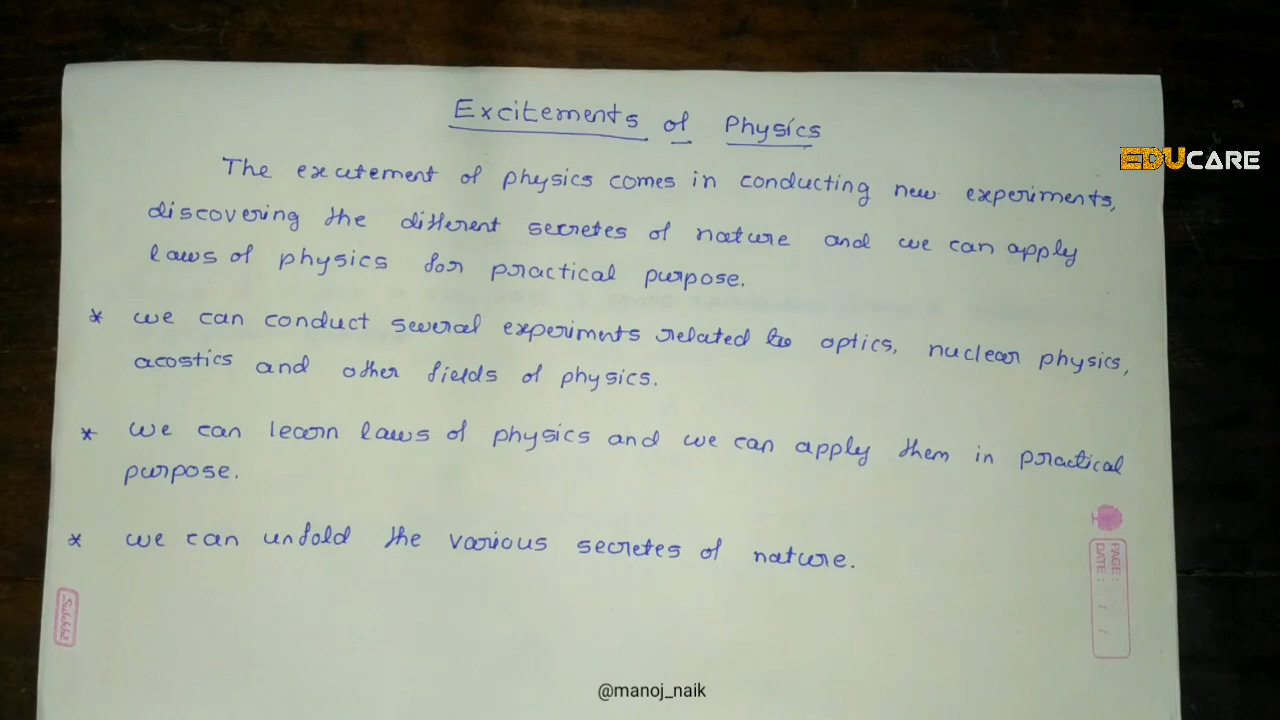 Excitements of Physics
EDUCARE
The excitement of physics comes in conducting new experiments,
discovering the different secretes of nature and we can apply
laws of physics for practical purpose.
* we can conduct several experiments related to optics, nuclear physics,
acostics and other fields of physics.
* we can learn laws of physics and we can apply them in practical
purpose.
* we can unfold the various secretes of nature.
PAGE:
DATE: / /
@manoj_naik